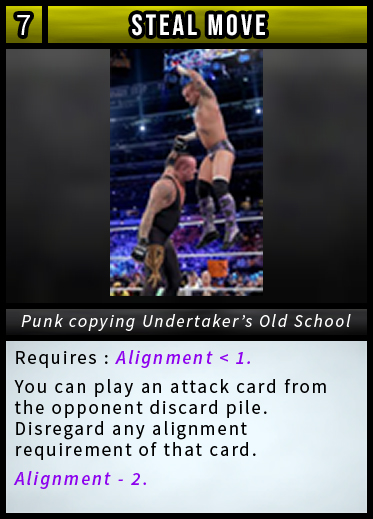 7
STEAL MOVE
Punk copying Undertaker's Old School
Requires : Alignment < 1.
You can play an attack card from
the opponent discard pile.
Disregard any alignment
requirement of that card.
Alignment - 2.